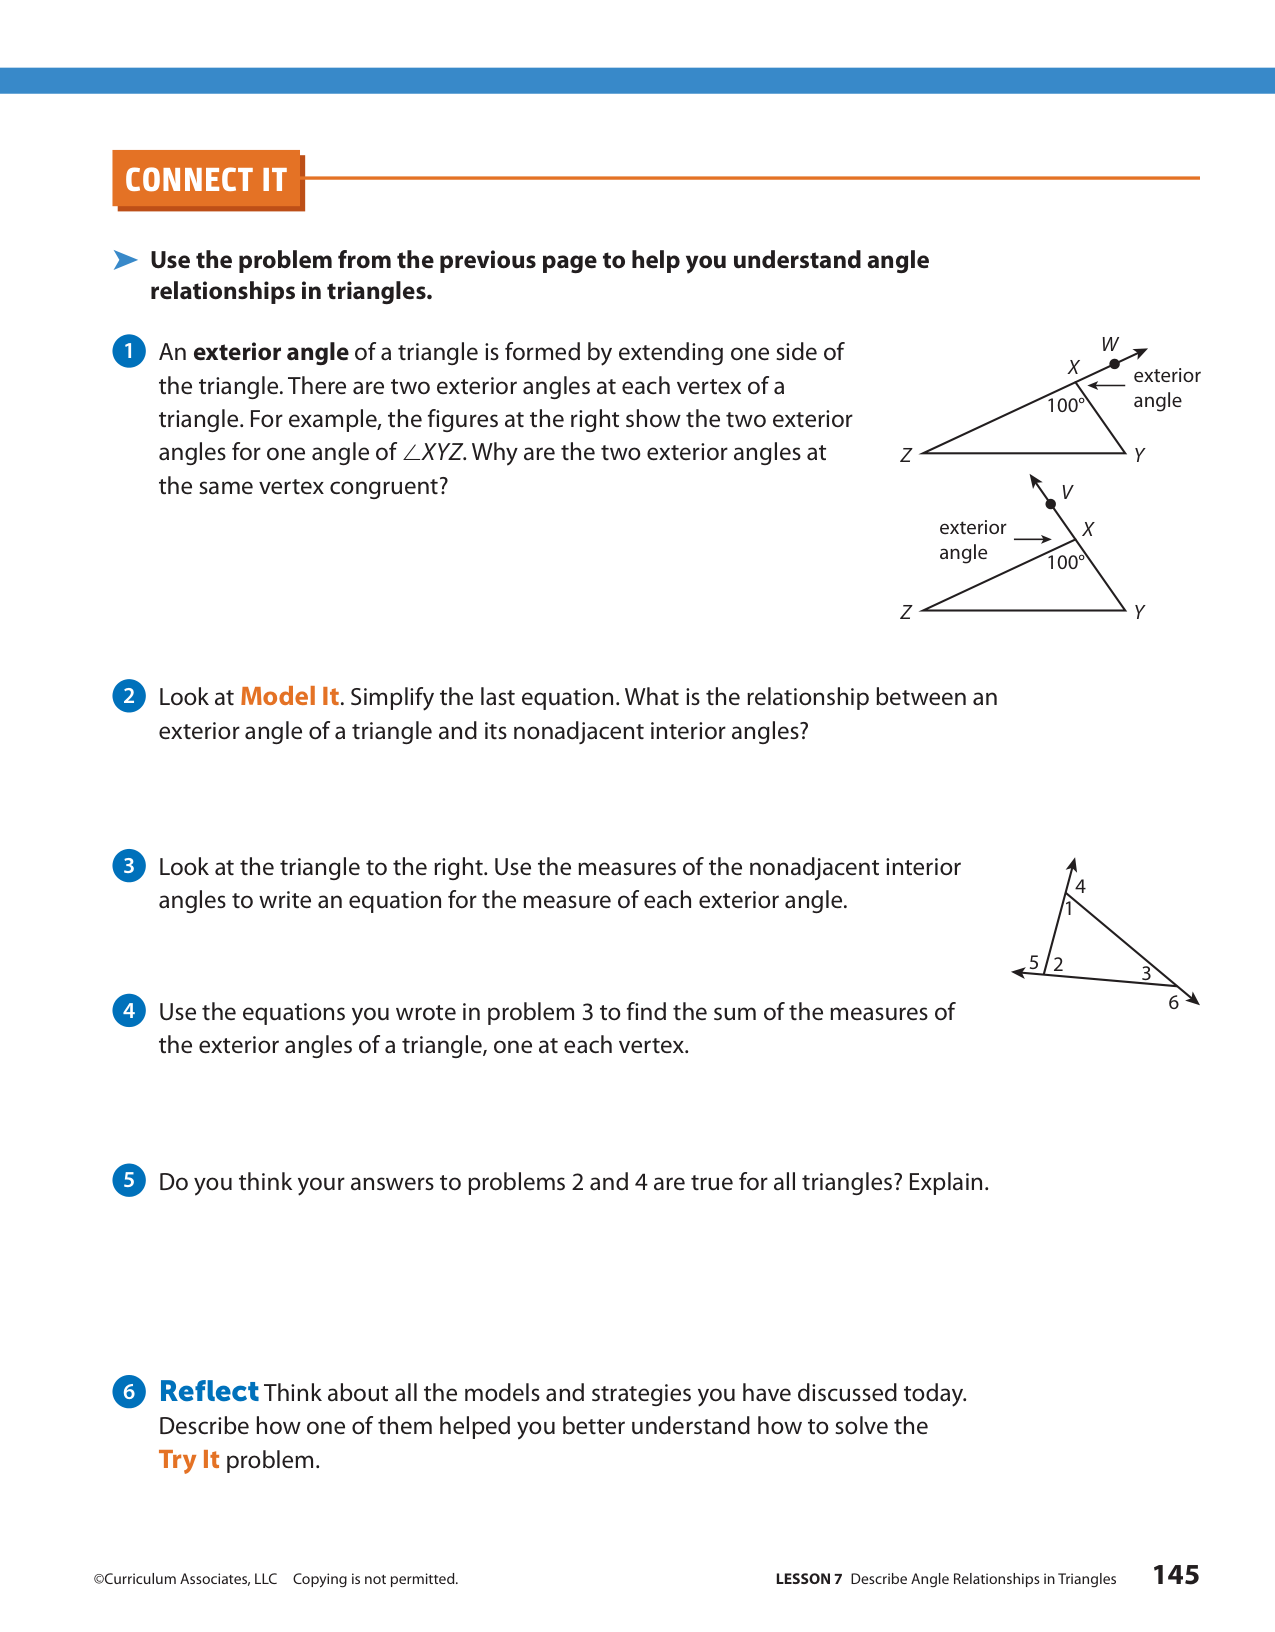 CONNECT IT
Use the problem from the previous page to help you understand angle
relationships in triangles.
1 An exterior angle of a triangle is formed by extending one side of
the triangle. There are two exterior angles at each vertex of a
triangle. For example, the figures at the right show the two exterior
angles for one angle of ∠XYZ. Why are the two exterior angles at
the same vertex congruent?
W
X
exterior
angle
100°
Z
Y
V
exterior
angle
X
100°
Z
Y
2 Look at Model It. Simplify the last equation. What is the relationship between an
exterior angle of a triangle and its nonadjacent interior angles?
3 Look at the triangle to the right. Use the measures of the nonadjacent interior
angles to write an equation for the measure of each exterior angle.
4
1
5 2
3
6
4 Use the equations you wrote in problem 3 to find the sum of the measures of
the exterior angles of a triangle, one at each vertex.
5 Do you think your answers to problems 2 and 4 are true for all triangles? Explain.
6 Reflect Think about all the models and strategies you have discussed today.
Describe how one of them helped you better understand how to solve the
Try It problem.
©Curriculum Associates, LLC Copying is not permitted.
LESSON 7 Describe Angle Relationships in Triangles 145